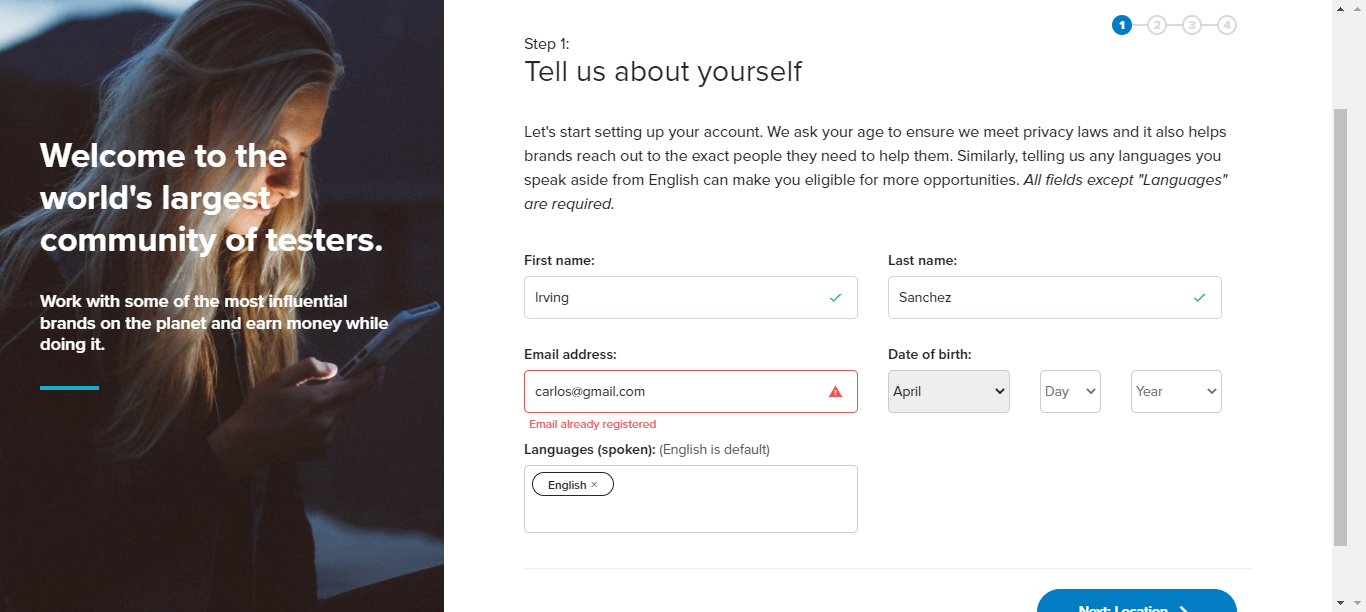 Welcome to the
world's largest
community of testers.
Work with some of the most influential
brands on the planet and earn money while
doing it.
1 2 3 4
Step 1:
Tell us about yourself
Let's start setting up your account. We ask your age to ensure we meet privacy laws and it also helps
brands reach out to the exact people they need to help them. Similarly, telling us any languages you
speak aside from English can make you eligible for more opportunities. All fields except "Languages"
are required.
First name: Last name:
Irving Sanchez
Email address: Date of birth:
carlos@gmail.com April Day Year
Email already registered
Languages (spoken): (English is default)
English ×
Next: Location